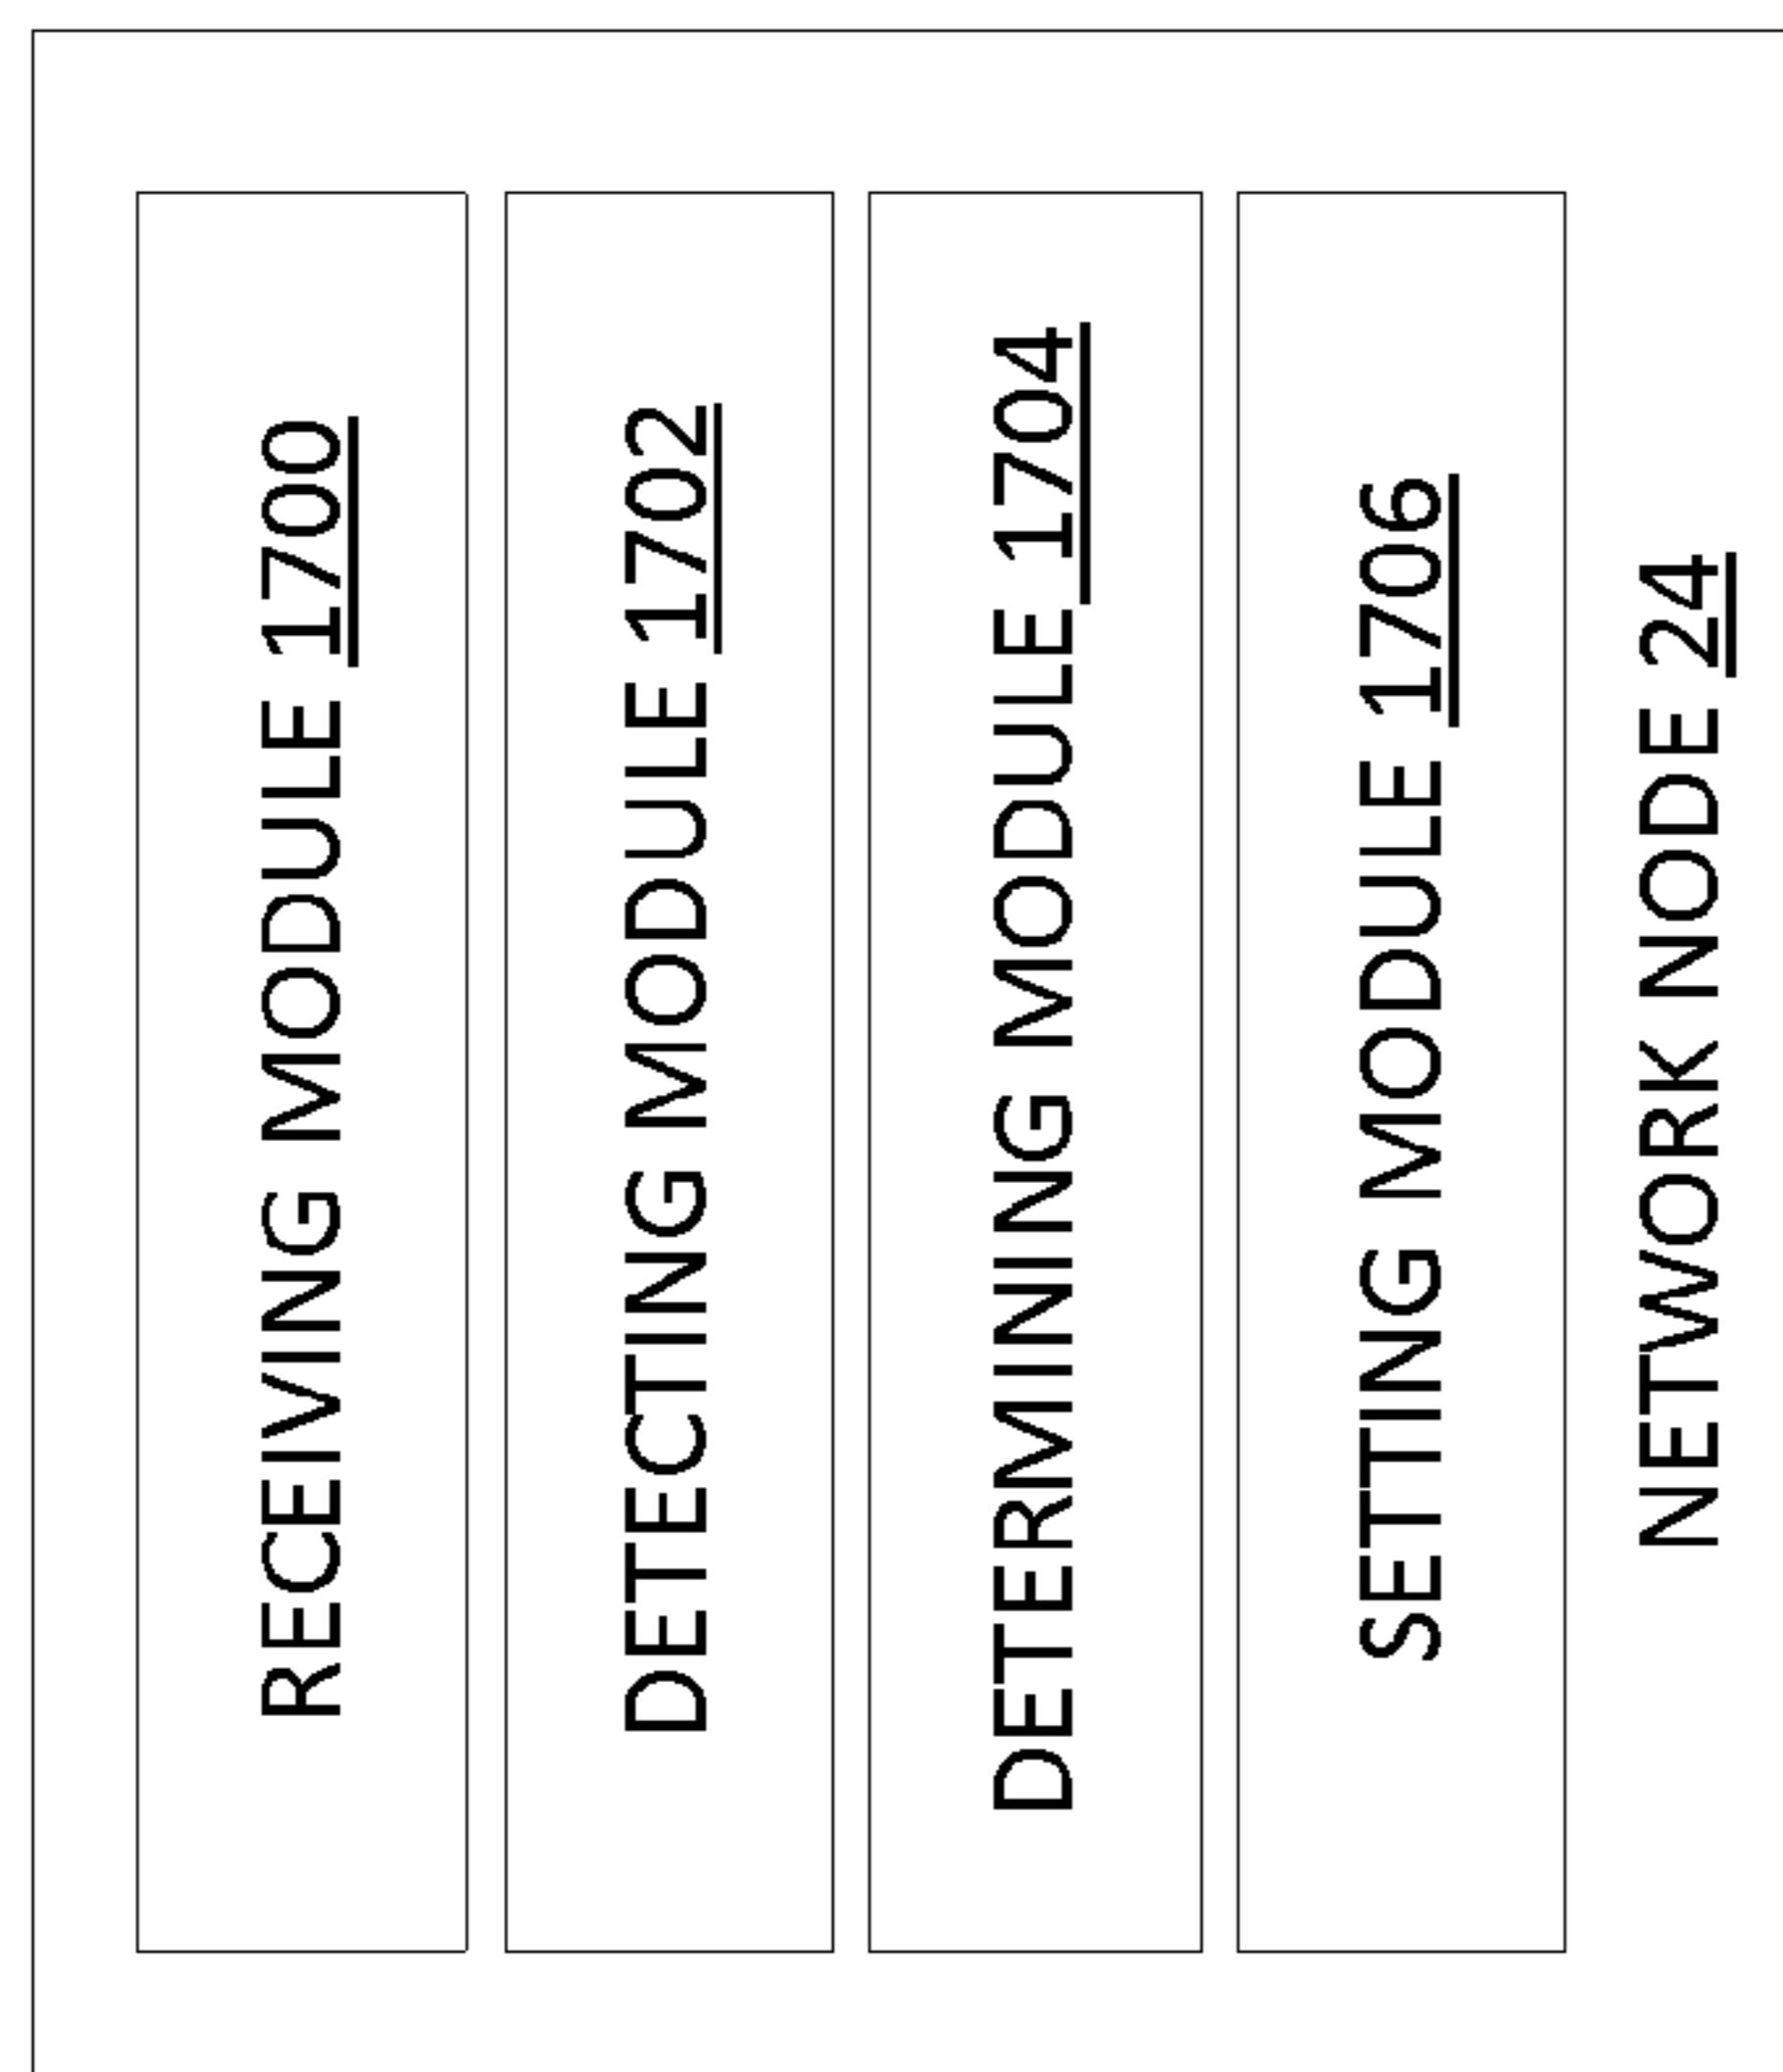 RECEIVING MODULE 1700
DETECTING MODULE 1702
DETERMINING MODULE 1704
SETTING MODULE 1706
NETWORK NODE 24